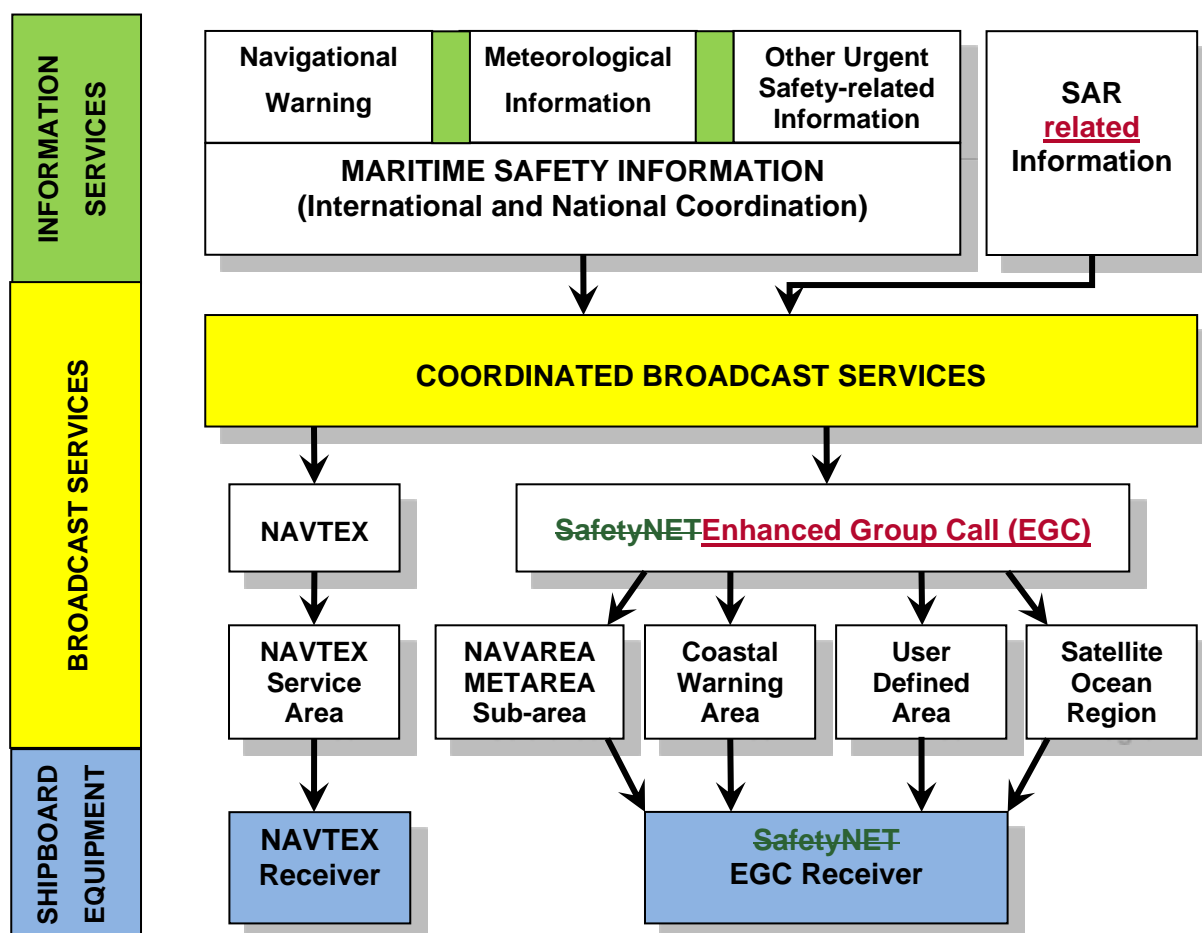 INFORMATION
SERVICES
Navigational
Warning
Meteorological
Information
Other Urgent
Safety-related
Information
MARITIME SAFETY INFORMATION
(International and National Coordination)
SAR
related
Information
BROADCAST SERVICES
COORDINATED BROADCAST SERVICES
NAVTEX
SafetyNETEnhanced Group Call (EGC)
NAVTEX
Service
Area
NAVAREA
METAREA
Sub-area
Coastal
Warning
Area
User
Defined
Area
Satellite
Ocean
Region
SHIPBOARD
EQUIPMENT
NAVTEX
Receiver
SafetyNET
EGC Receiver